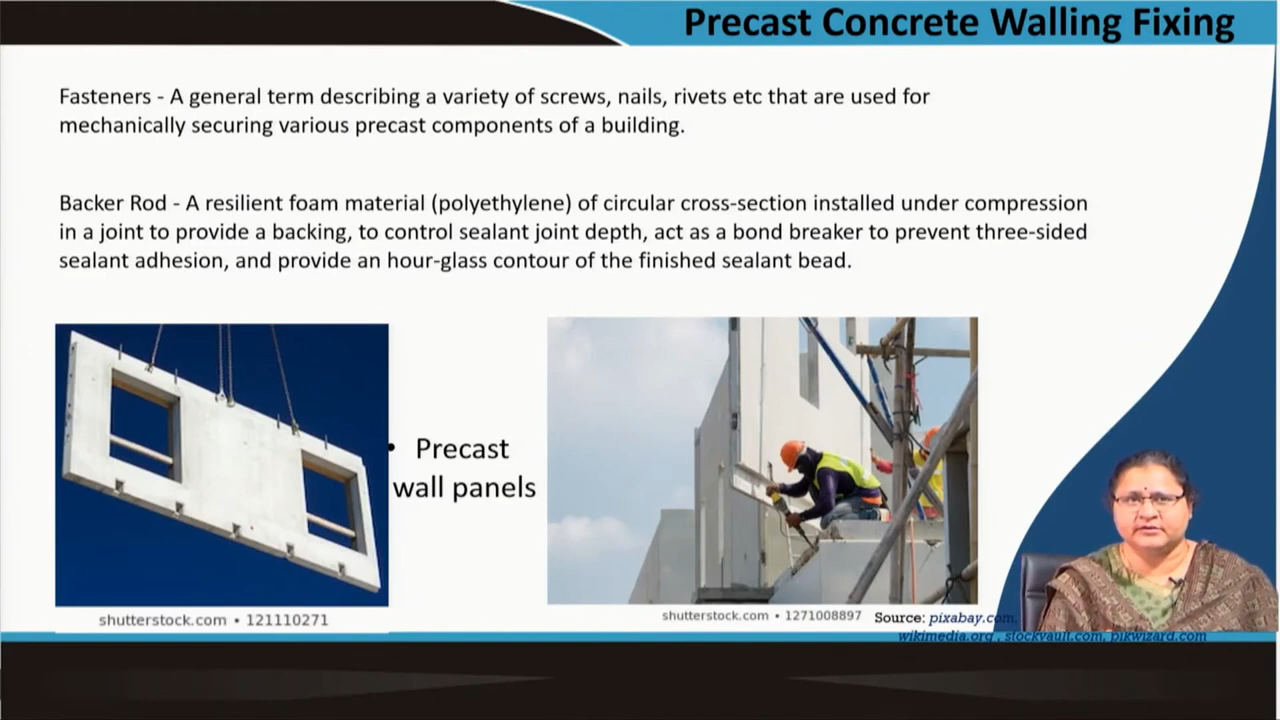 Precast Concrete Walling Fixing
Fasteners - A general term describing a variety of screws, nails, rivets etc that are used for
mechanically securing various precast components of a building.
Backer Rod - A resilient foam material (polyethylene) of circular cross-section installed under compression
in a joint to provide a backing, to control sealant joint depth, act as a bond breaker to prevent three-sided
sealant adhesion, and provide an hour-glass contour of the finished sealant bead.
• Precast
wall panels
shutterstock.com • 121110271
shutterstock.com • 1271008897
Source: pixabay.com,
wikimedia.org , stockvault.com, pikwizard.com